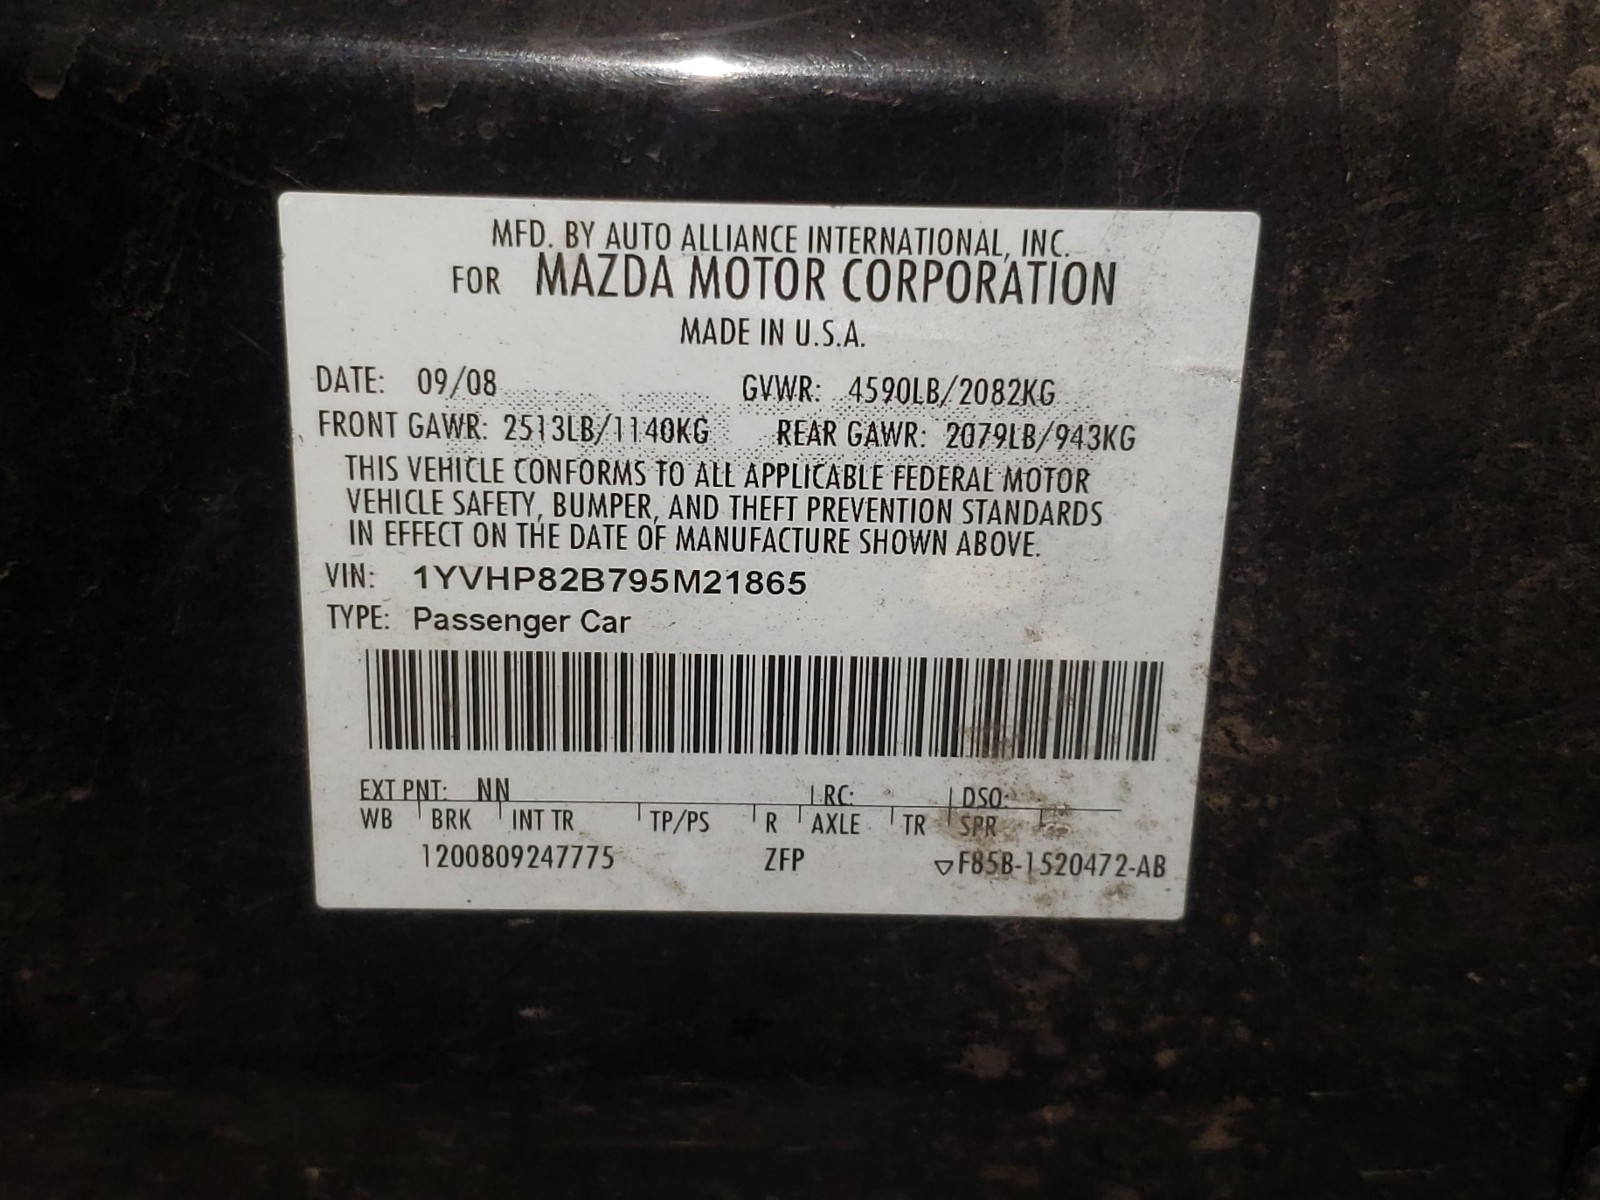 MFD. BY AUTO ALLIANCE INTERNATIONAL, INC.
FOR MAZDA MOTOR CORPORATION
MADE IN U.S.A.
DATE: 09/08 GVWR: 4590LB/2082KG
FRONT GAWR: 2513LB/1140KG REAR GAWR: 2079LB/943KG
THIS VEHICLE CONFORMS TO ALL APPLICABLE FEDERAL MOTOR
VEHICLE SAFETY, BUMPER, AND THEFT PREVENTION STANDARDS
IN EFFECT ON THE DATE OF MANUFACTURE SHOWN ABOVE.
VIN: 1YVHP82B795M21865
TYPE: Passenger Car
EXT PNT: NN RC: DSO:
WB BRK INT TR TP/PS R AXLE TR SPR
1200809247775 ZFP ▽F85B-1520472-AB